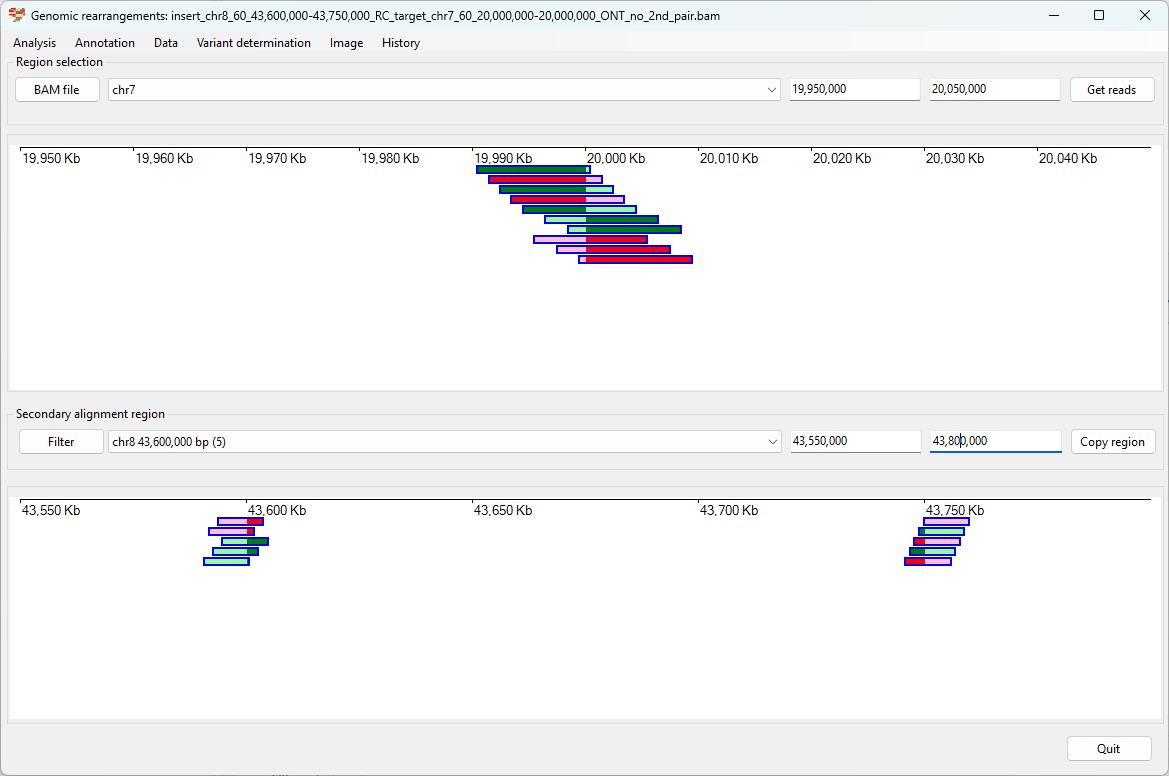 Genomic rearrangements: insert_chr8_60_43,600,000-43,750,000_RC_target_chr7_60_20,000,000-20,000,000_ONT_no_2nd_pair.bam
Analysis Annotation Data Variant determination Image History
Region selection
BAM file chr7 19,950,000 20,050,000 Get reads
19,950 Kb 19,960 Kb 19,970 Kb 19,980 Kb 19,990 Kb 20,000 Kb 20,010 Kb 20,020 Kb 20,030 Kb 20,040 Kb
Secondary alignment region
Filter chr8 43,600,000 bp (5) 43,550,000 43,800,000 Copy region
43,550 Kb 43,600 Kb 43,650 Kb 43,700 Kb 43,750 Kb
Quit